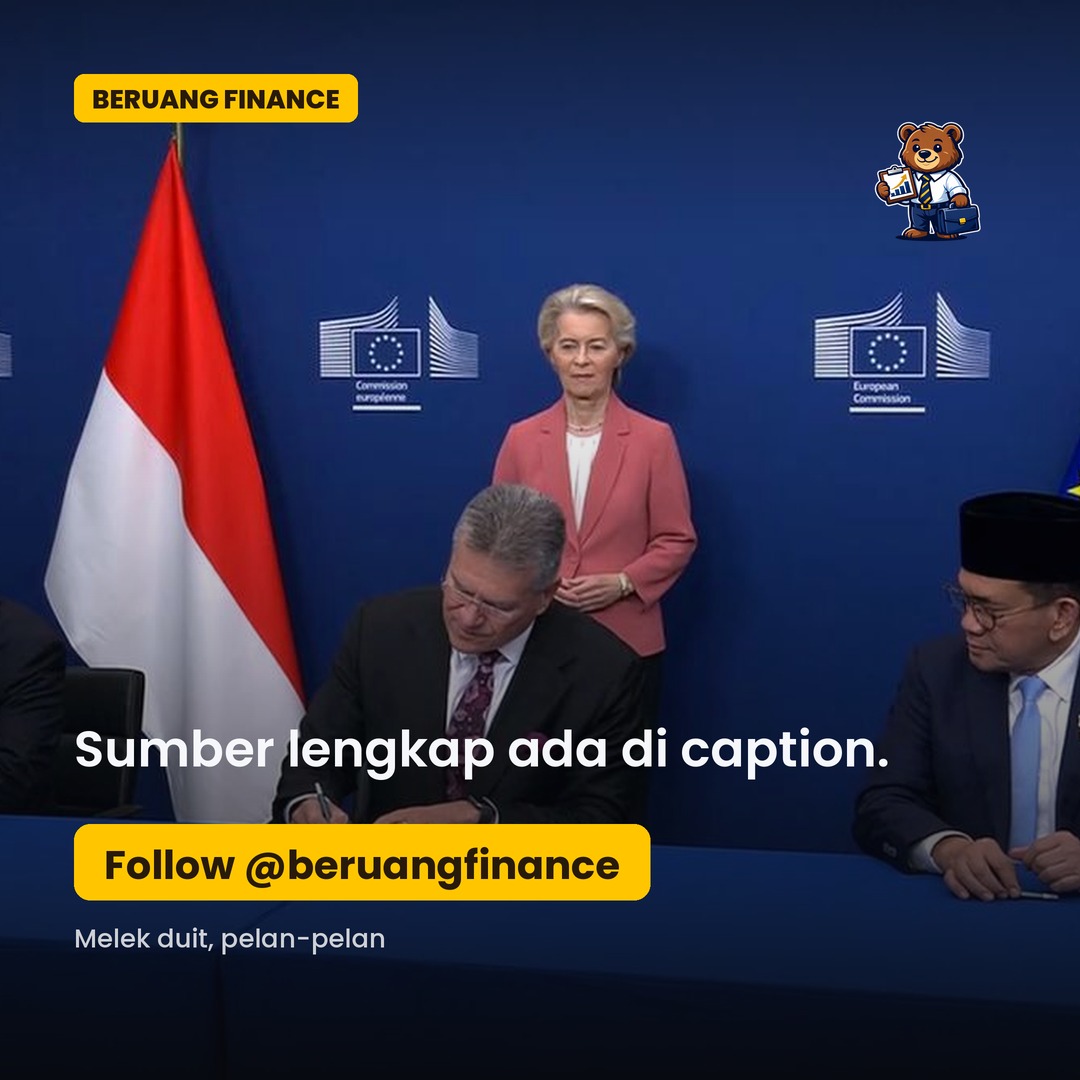 BERUANG FINANCE
Commission
européenne
European
Commission
Sumber lengkap ada di caption.
Follow @beruangfinance
Melek duit, pelan-pelan